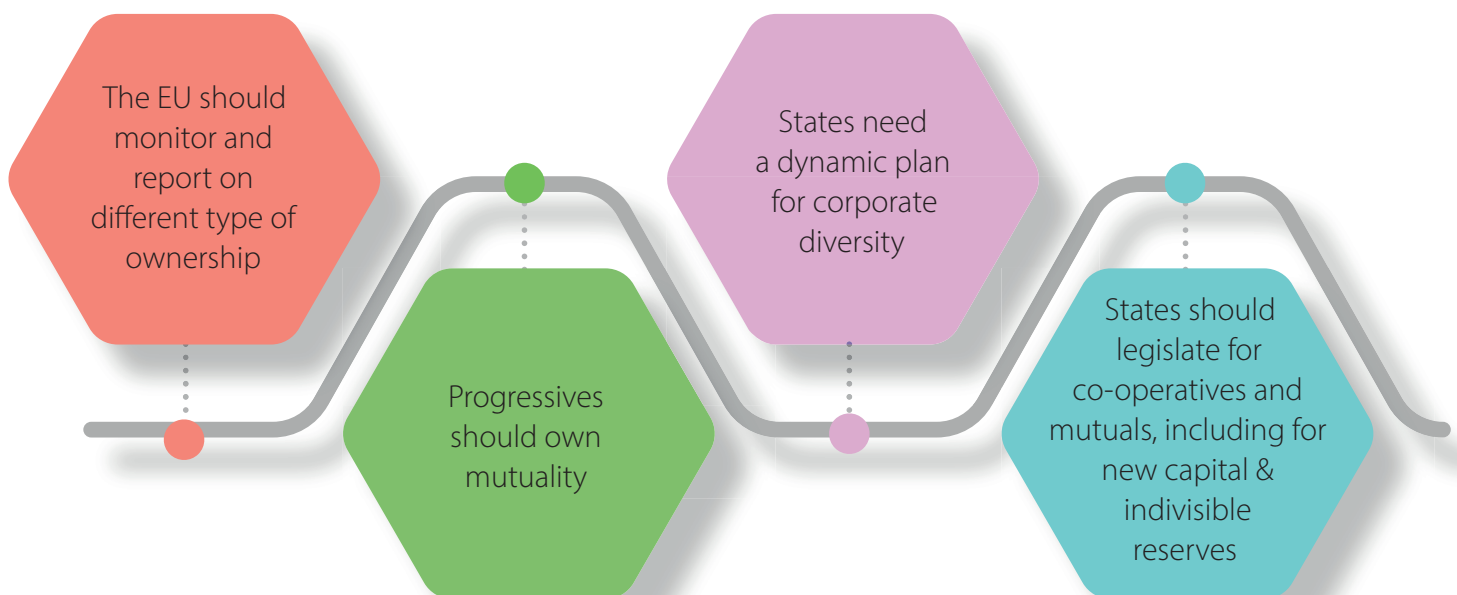 The EU should
monitor and
report on
different type of
ownership
Progressives
should own
mutuality
States need
a dynamic plan
for corporate
diversity
States should
legislate for
co-operatives and
mutuals, including for
new capital &
indivisible
reserves